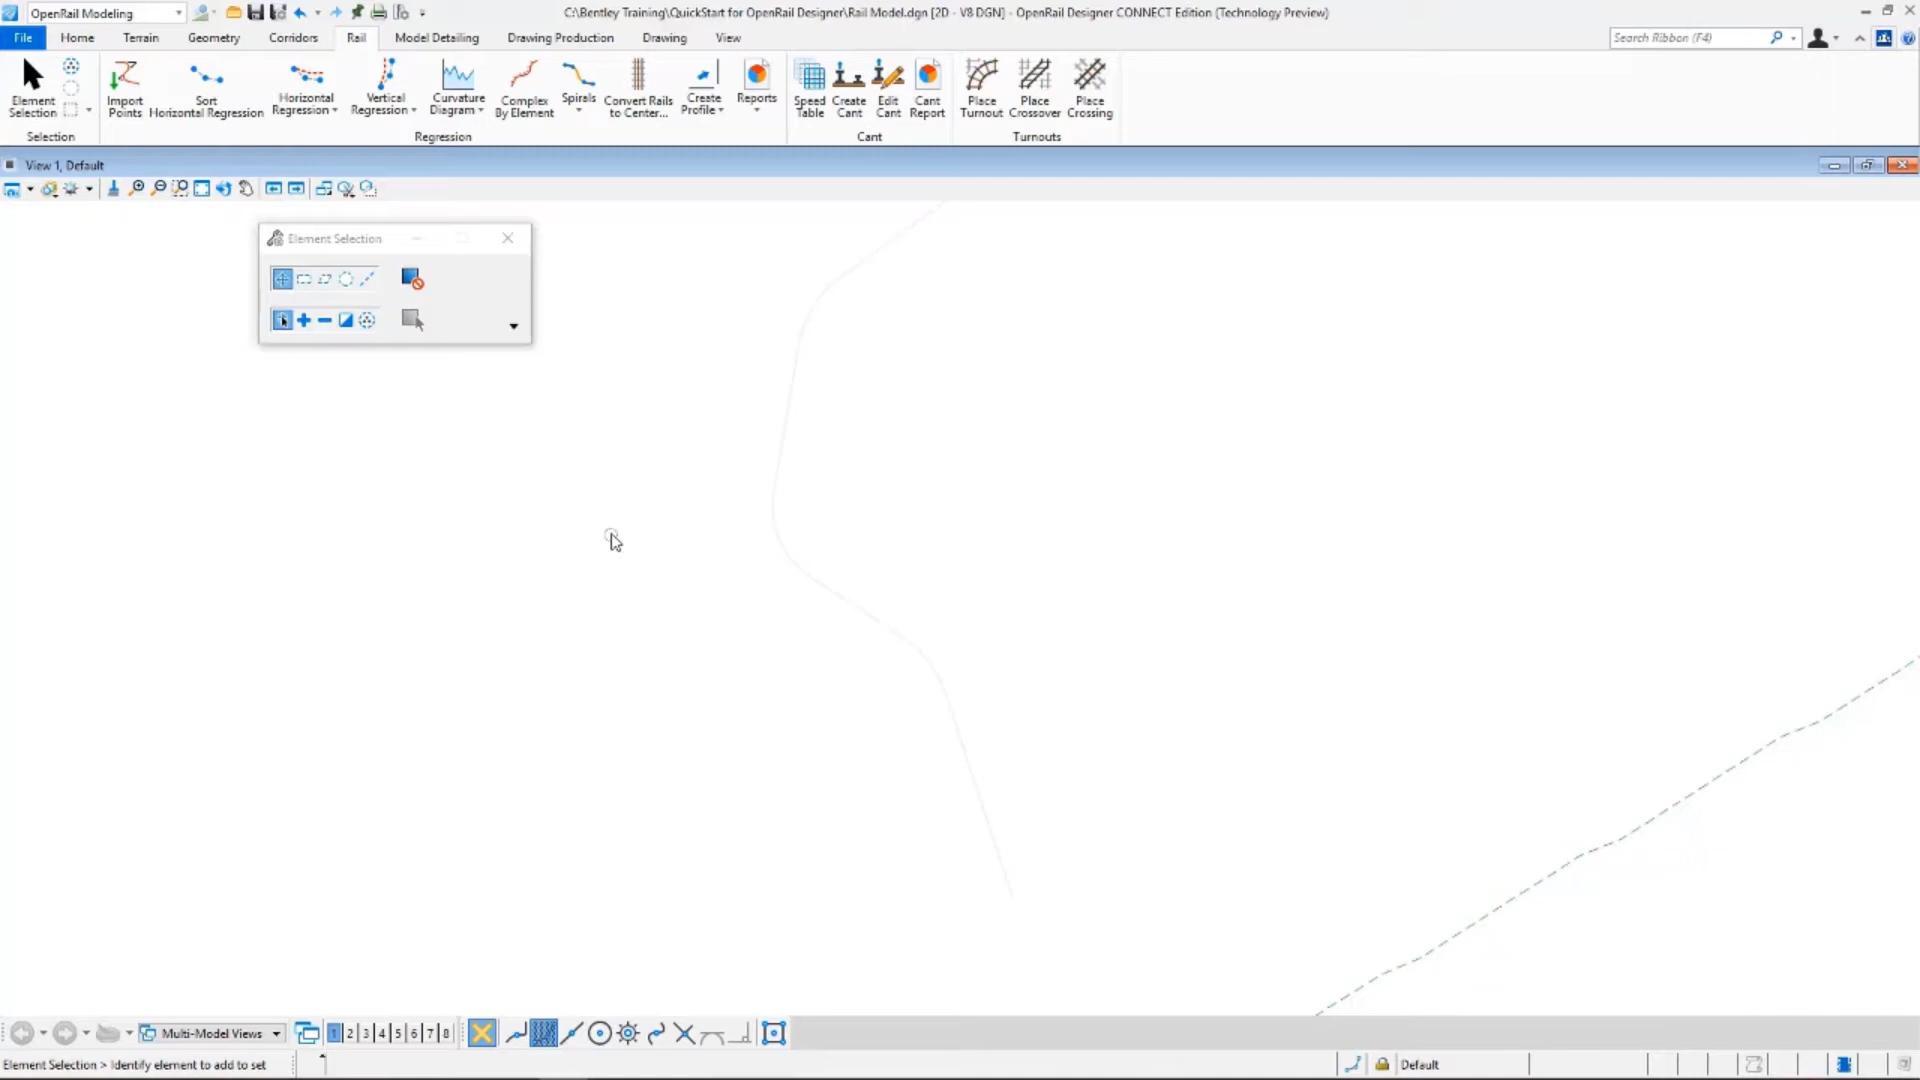 OpenRail Modeling
C:\Bentley Training\QuickStart for OpenRail Designer\Rail Model.dgn [2D - V8 DGN] - OpenRail Designer CONNECT Edition (Technology Preview)
File Home Terrain Geometry Corridors Rail Model Detailing Drawing Production Drawing View
Search Ribbon (F4)
Element Selection
Import Points
Sort Horizontal Regression
Horizontal Regression
Vertical Regression
Curvature Diagram
Complex By Element
Spirals
Convert Rails to Center...
Create Profile
Reports
Speed Table
Create Cant
Edit Cant
Cant Report
Place Turnout
Place Crossover
Place Crossing
Selection Regression Cant Turnouts
View 1, Default
Element Selection
Multi-Model Views 1 2 3 4 5 6 7 8
Element Selection > Identify element to add to set
Default